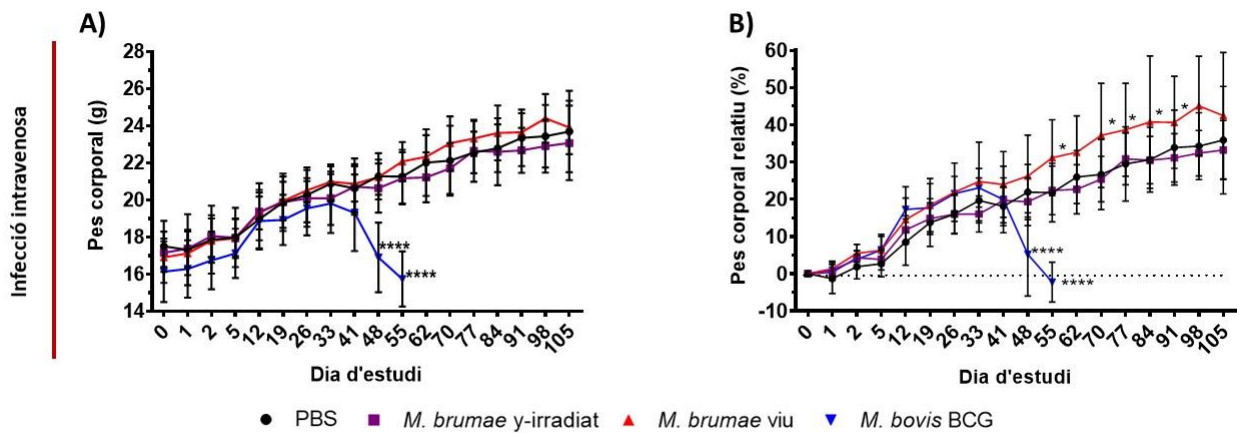 A)
Infecció intravenosa
Pes corporal (g)
28
26
24
22
20
18
16
14
**** ****
0 1 2 5 12 19 26 33 41 48 55 62 70 77 84 91 98 105
Dia d'estudi
B)
Pes corporal relatiu (%)
60
50
40
30
20
10
0
-10
* * * * *
**** ****
0 1 2 5 12 19 26 33 41 48 55 62 70 77 84 91 98 105
Dia d'estudi
PBS M. brumae y-irradiat M. brumae viu M. bovis BCG